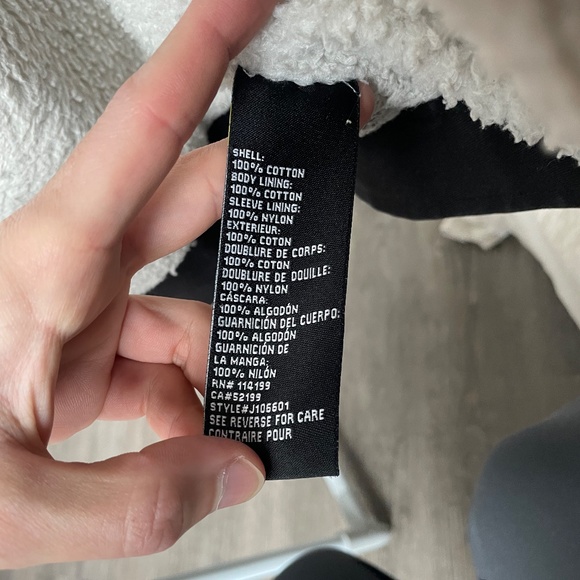 SHELL:
100% COTTON
BODY LINING:
100% COTTON
SLEEVE LINING:
100% NYLON
EXTERIEUR:
100% COTON
DOUBLURE DE CORPS:
100% COTON
DOUBLURE DE DOUILLE:
100% NYLON
CÁSCARA:
100% ALGODÓN
GUARNICIÓN DEL CUERPO:
100% ALGODÓN
GUARNICIÓN DE
LA MANGA:
100% NILÓN
RN# 114199
CA#52199
STYLE#J106601
SEE REVERSE FOR CARE
CONTRAIRE POUR